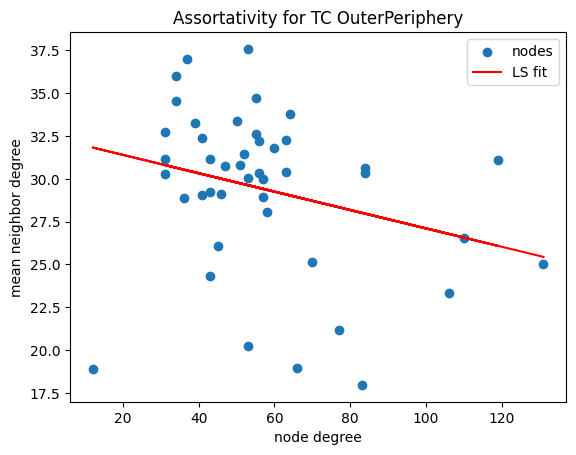 Assortativity for TC OuterPeriphery
nodes
LS fit
mean neighbor degree
37.5
35.0
32.5
30.0
27.5
25.0
22.5
20.0
17.5
20 40 60 80 100 120
node degree